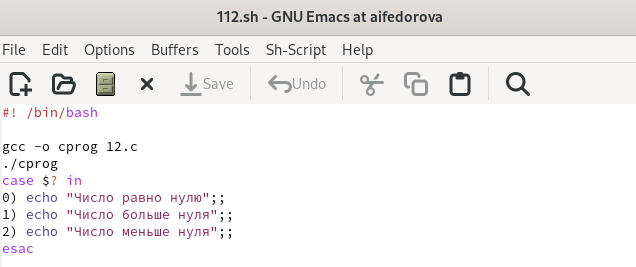 112.sh - GNU Emacs at aifedorova
File Edit Options Buffers Tools Sh-Script Help
Save Undo
#! /bin/bash
gcc -o cprog 12.c
./cprog
case $? in
0) echo "Число равно нулю";;
1) echo "Число больше нуля";;
2) echo "Число меньше нуля";;
esac